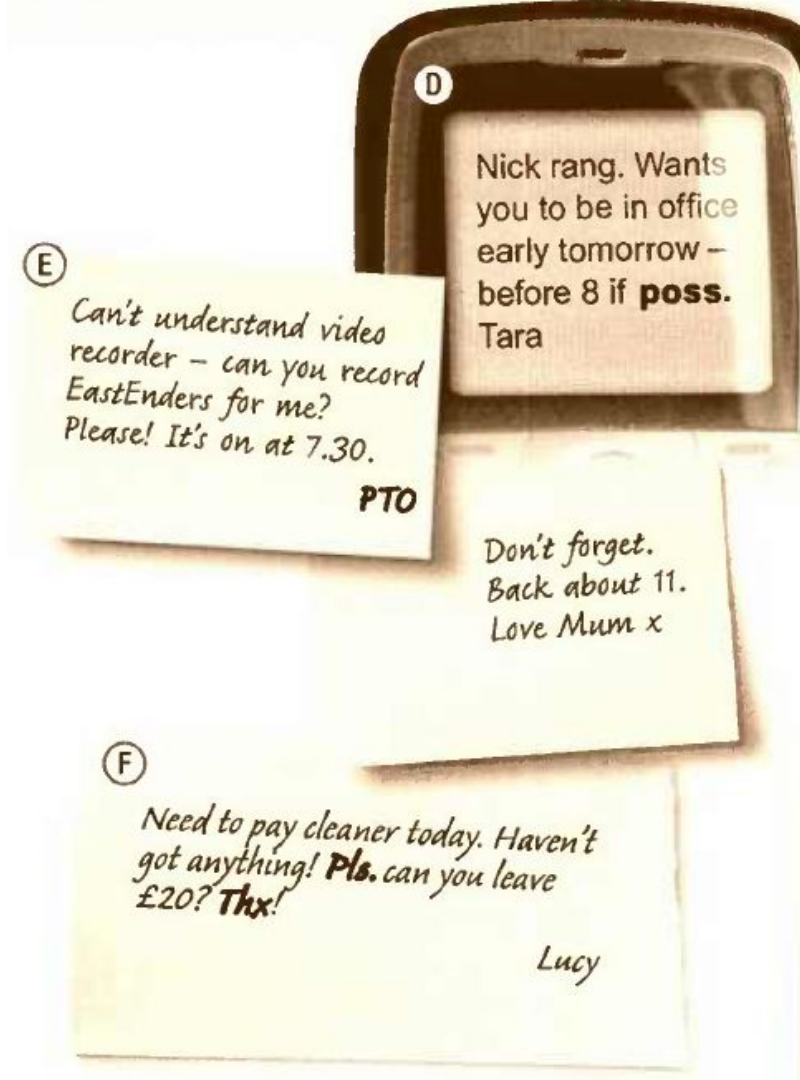 D
Nick rang. Wants
you to be in office
early tomorrow –
before 8 if poss.
Tara
E
Can't understand video
recorder – can you record
EastEnders for me?
Please! It's on at 7.30.
PTO
Don't forget.
Back about 11.
Love Mum x
F
Need to pay cleaner today. Haven't
got anything! Pls. can you leave
£20? Thx!
Lucy